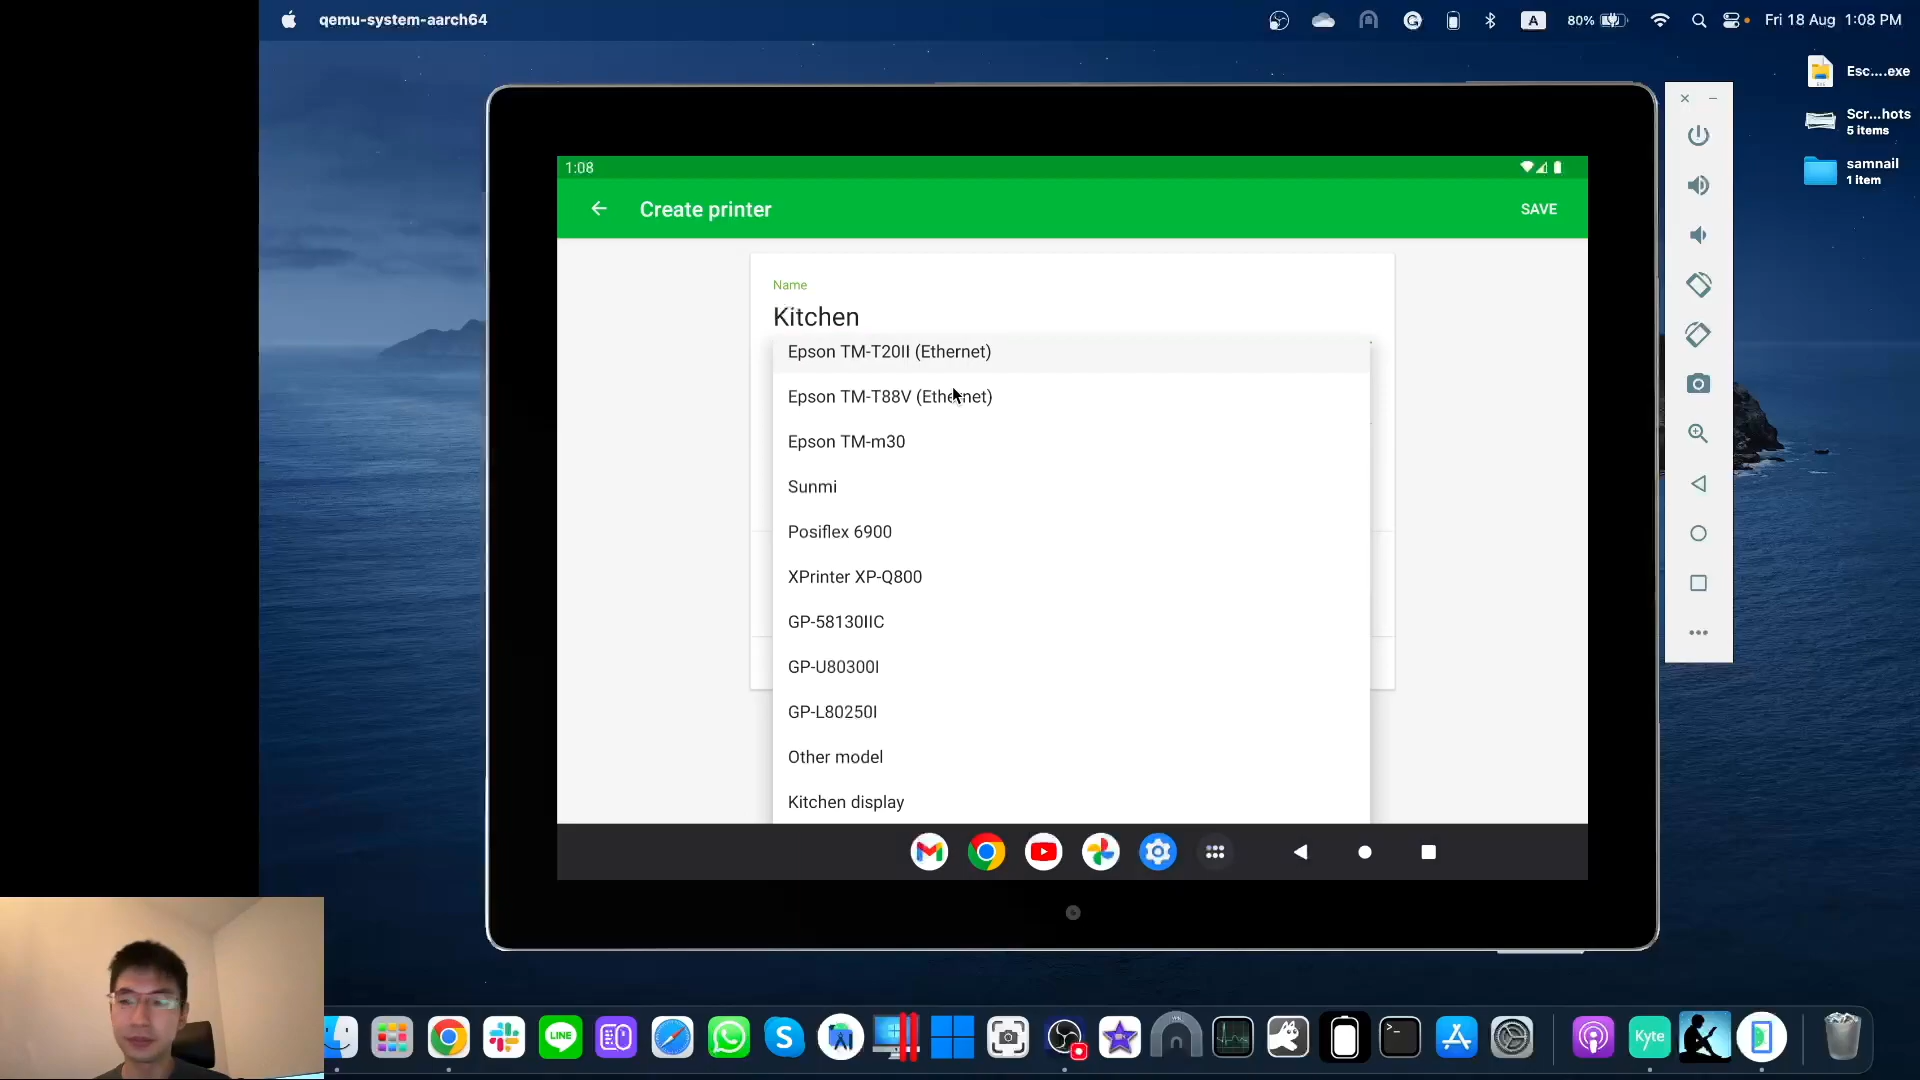 qemu-system-aarch64
A
80%
Fri 18 Aug 1:08 PM
Esc....exe
Scr...hots
5 items
samnail
1 item
1:08
Create printer
SAVE
Name
Kitchen
Epson TM-T20II (Ethernet)
Epson TM-T88V (Ethernet)
Epson TM-m30
Sunmi
Posiflex 6900
XPrinter XP-Q800
GP-58130IIC
GP-U80300I
GP-L80250I
Other model
Kitchen display
LINE
Kyte